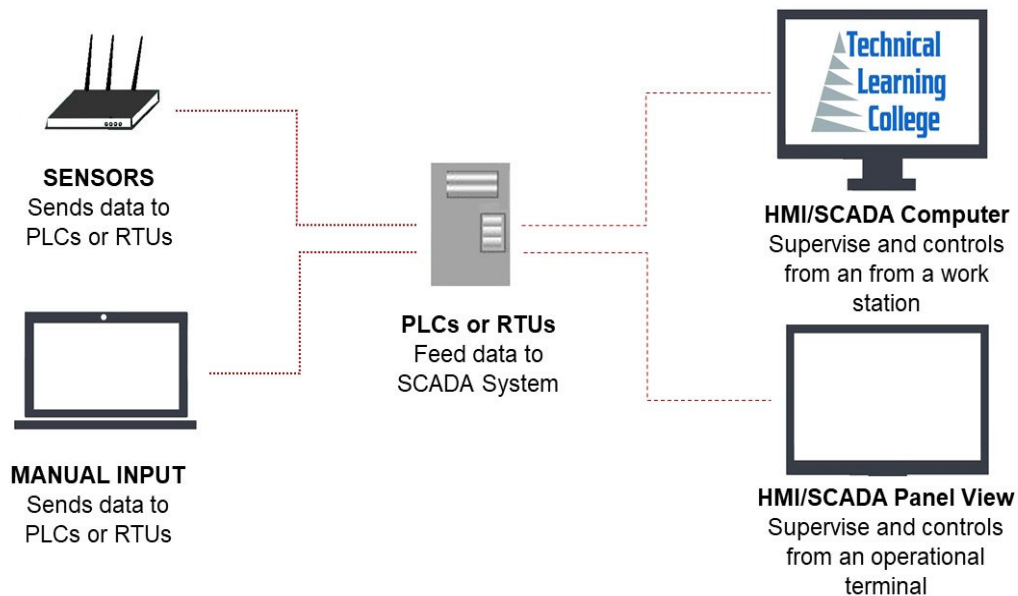 SENSORS
Sends data to
PLCs or RTUs
MANUAL INPUT
Sends data to
PLCs or RTUs
PLCs or RTUs
Feed data to
SCADA System
Technical
Learning
College
HMI/SCADA Computer
Supervise and controls
from an from a work
station
HMI/SCADA Panel View
Supervise and controls
from an operational
terminal